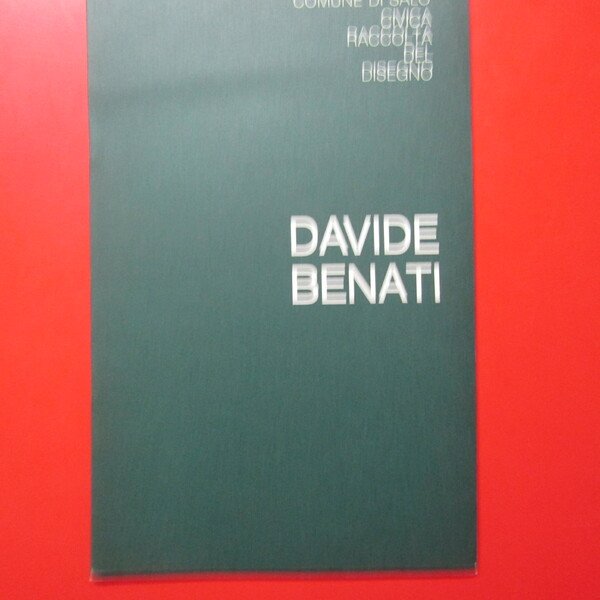 COMUNE DI SALÒ
CIVICA
RACCOLTA
DEL
DISEGNO
DAVIDE
BENATI